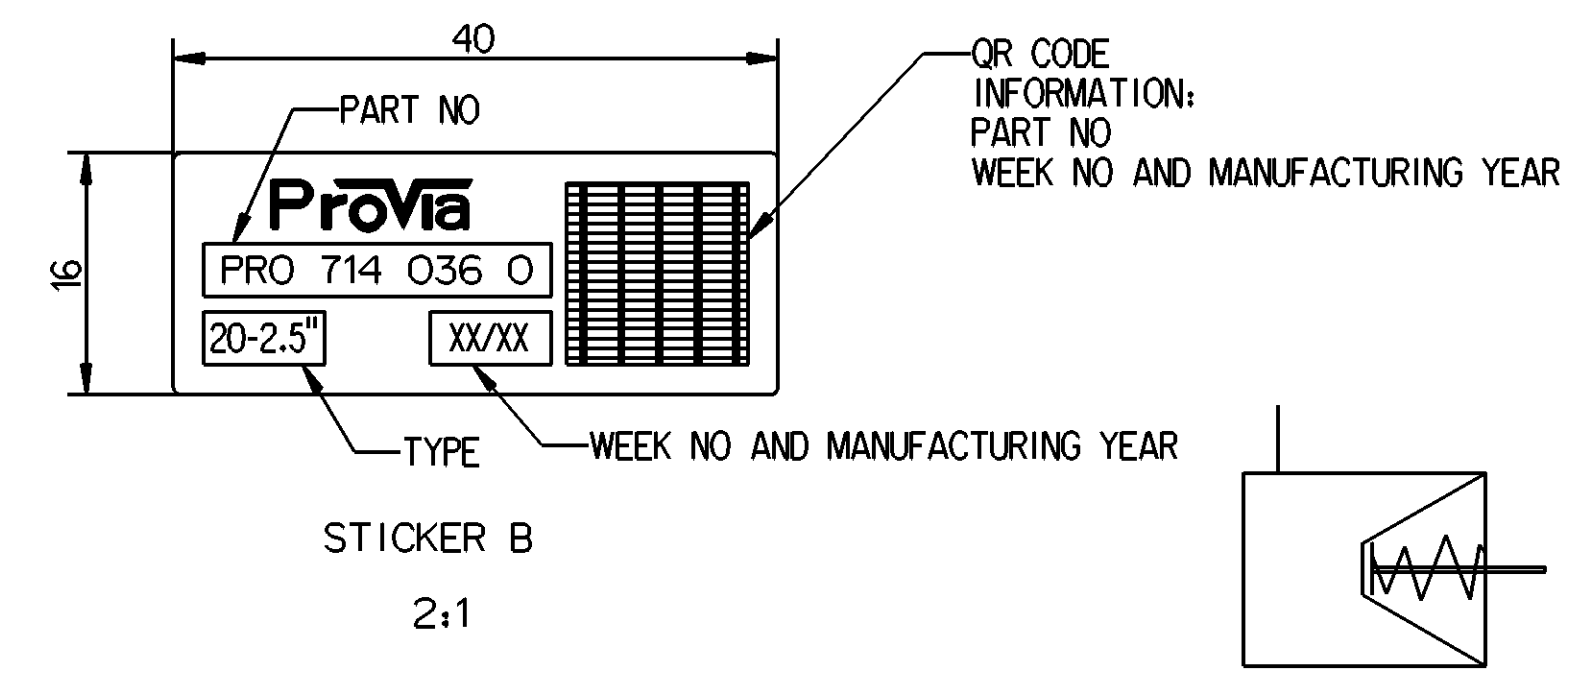 40
PART NO
QR CODE
INFORMATION:
PART NO
WEEK NO AND MANUFACTURING YEAR
16
ProVia
PRO 714 036 0
20-2.5"
XX/XX
TYPE
WEEK NO AND MANUFACTURING YEAR
STICKER B
2:1